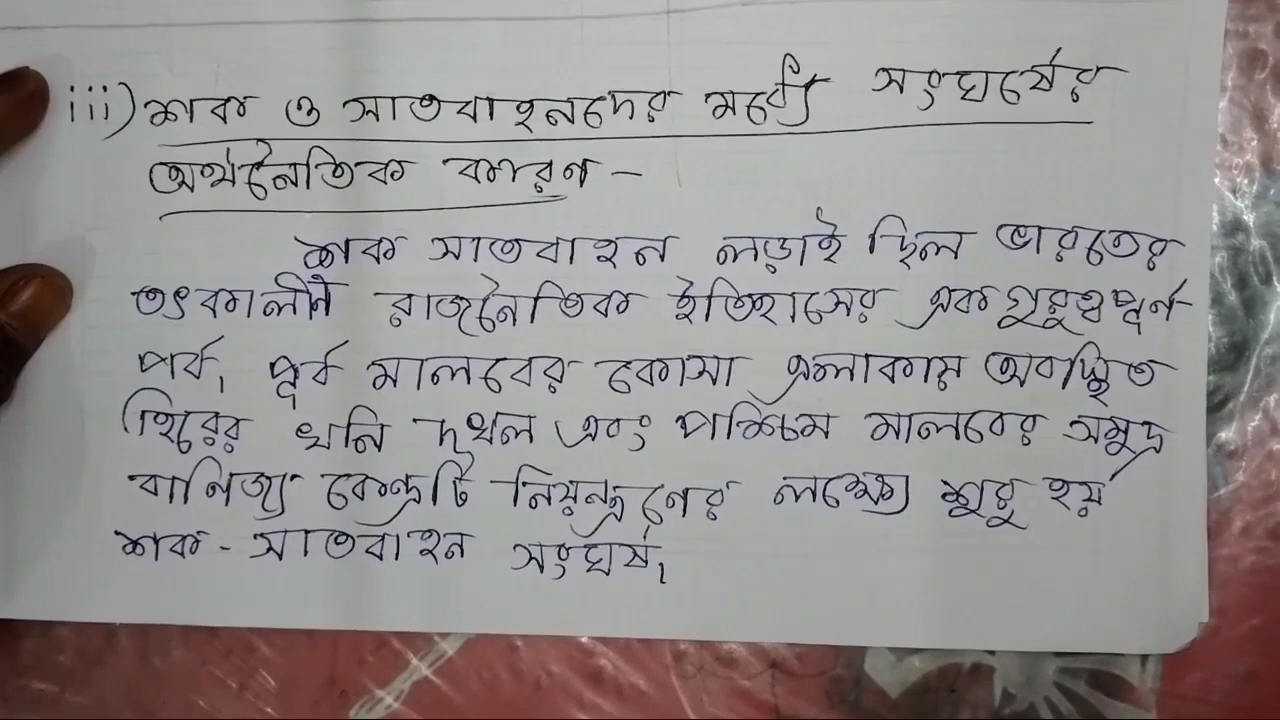 iii) শক ও সাতবাহনদের মধ্যে সংঘর্ষের
অর্থনৈতিক কারণ -
শক সাতবাহন লড়াই ছিল ভারতের
তৎকালীন রাজনৈতিক ইতিহাসের এক গুরুত্বপূর্ণ
পর্ব। পূর্ব মালবের কোসা এলাকায় অবস্থিত
হিরের খনি দখল এবং পশ্চিম মালবের সমুদ্র
বানিজ্য কেন্দ্রটি নিয়ন্ত্রণের লক্ষ্যে শুরু হয়
শক - সাতবাহন সংঘর্ষ।